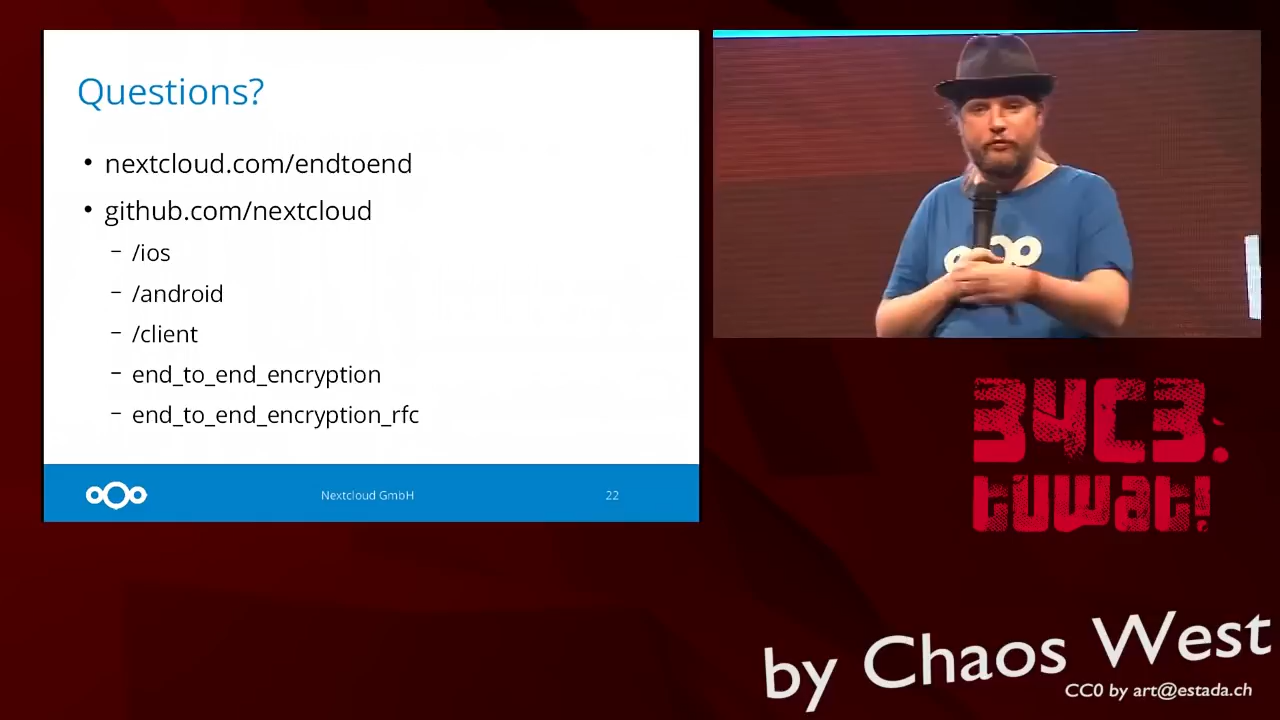 Questions?
• nextcloud.com/endtoend
• github.com/nextcloud
– /ios
– /android
– /client
– end_to_end_encryption
– end_to_end_encryption_rfc
Nextcloud GmbH
22
34C3:
tuwat!
by Chaos West
CC0 by art@estada.ch